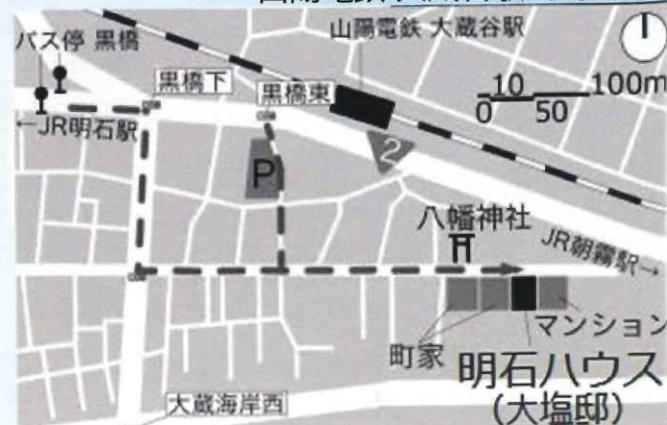 バス停 黒橋
山陽電鉄 大蔵谷駅
黒橋下
黒橋東
10 100m
0 50
←JR明石駅
2
P
八幡神社
JR朝霧駅→
マンション
町家
明石ハウス
(大塩邸)
大蔵海岸西